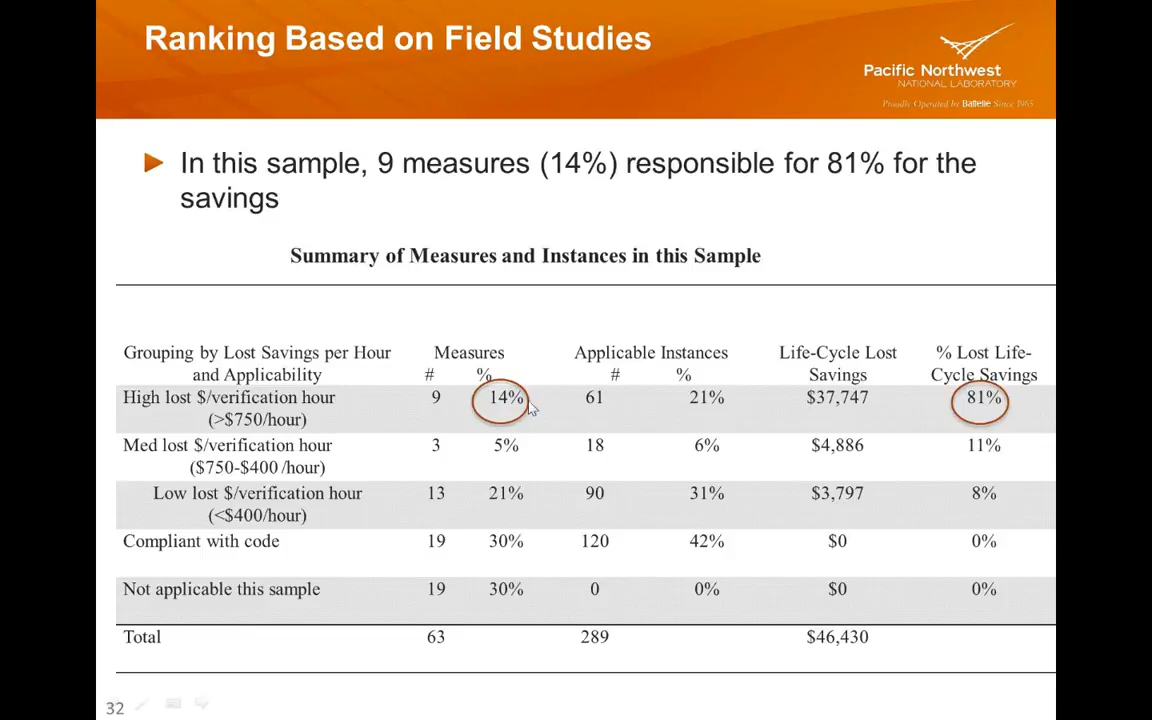 Ranking Based on Field Studies
Pacific Northwest
NATIONAL LABORATORY
Proudly Operated by Battelle Since 1965
In this sample, 9 measures (14%) responsible for 81% for the
savings
Summary of Measures and Instances in this Sample
Grouping by Lost Savings per Hour Measures Applicable Instances Life-Cycle Lost % Lost Life-
and Applicability # % # % Savings Cycle Savings
High lost $/verification hour 9 14% 61 21% $37,747 81%
(>$750/hour)
Med lost $/verification hour 3 5% 18 6% $4,886 11%
($750-$400 /hour)
Low lost $/verification hour 13 21% 90 31% $3,797 8%
(<$400/hour)
Compliant with code 19 30% 120 42% $0 0%
Not applicable this sample 19 30% 0 0% $0 0%
Total 63 289 $46,430
32